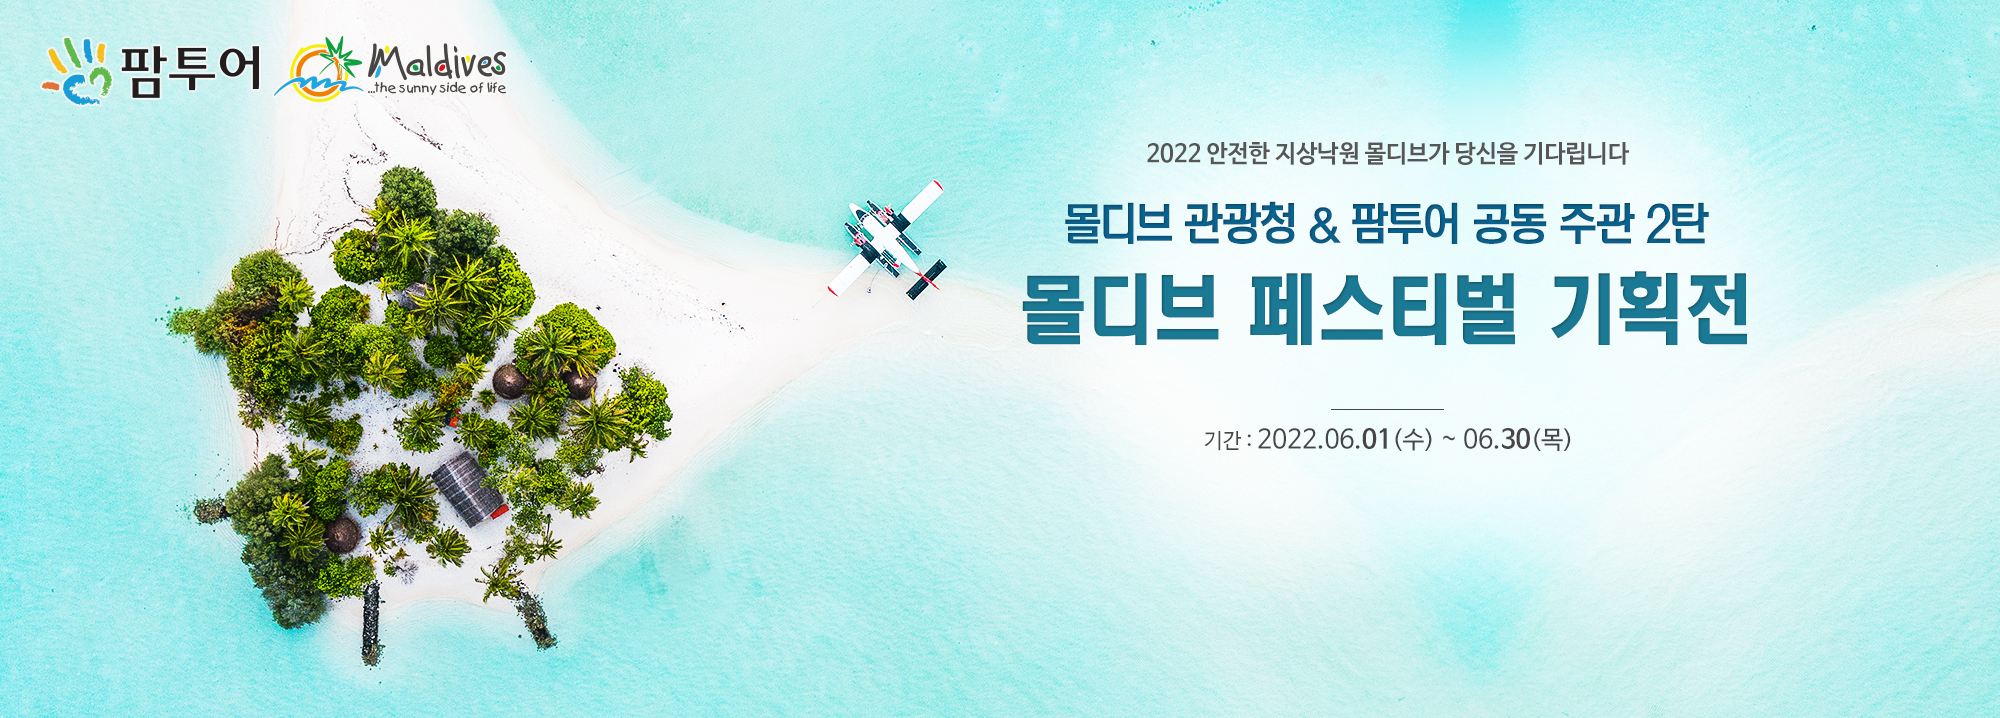 팜투어
Maldives
...the sunny side of life
2022 안전한 지상낙원 몰디브가 당신을 기다립니다
몰디브 관광청 & 팜투어 공동 주관 2탄
몰디브 페스티벌 기획전
기간 : 2022.06.01(수) ~ 06.30(목)